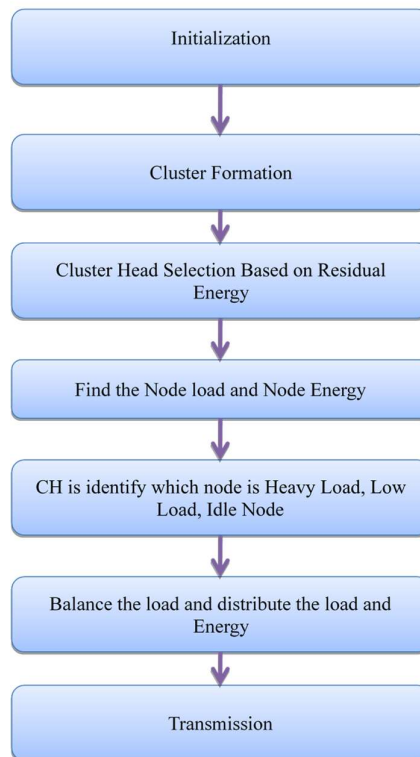 Initialization
Cluster Formation
Cluster Head Selection Based on Residual
Energy
Find the Node load and Node Energy
CH is identify which node is Heavy Load, Low
Load, Idle Node
Balance the load and distribute the load and
Energy
Transmission